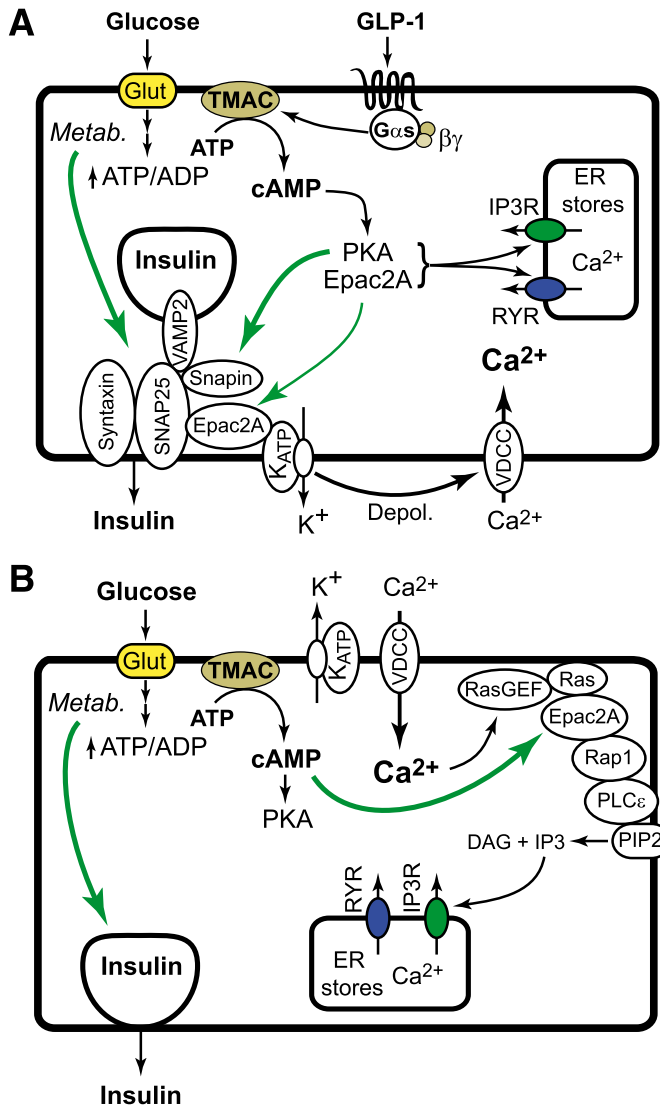 A
Glucose
GLP-1
Glut
TMAC
Gαs
βγ
Metab.
ATP
ATP/ADP
cAMP
ER
stores
IP3R
Ca2+
RYR
PKA
Epac2A
Insulin
VAMP2
Ca2+
Snapin
Syntaxin
SNAP25
Epac2A
KATP
VDCC
Insulin
K+
Depol.
Ca2+
B
Glucose
K+
Ca2+
Glut
TMAC
KATP
VDCC
RasGEF
Ras
Metab.
ATP
Epac2A
ATP/ADP
cAMP
Ca2+
Rap1
PLCε
PKA
DAG + IP3
PIP2
RYR
IP3R
Insulin
ER
stores
Ca2+
Insulin